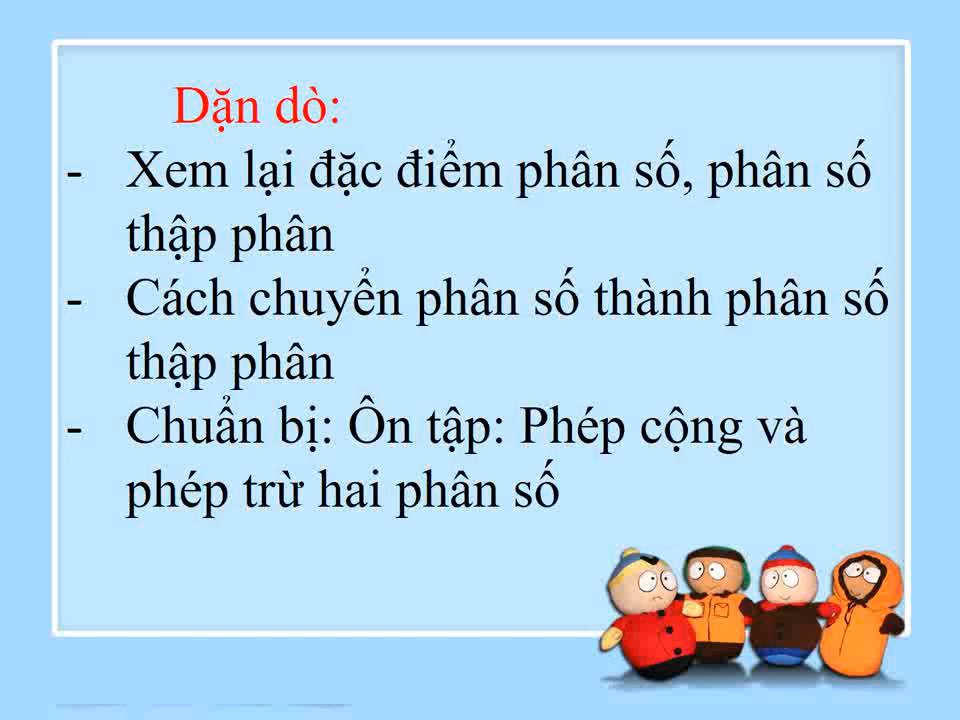 Dặn dò:
- Xem lại đặc điểm phân số, phân số
thập phân
- Cách chuyển phân số thành phân số
thập phân
- Chuẩn bị: Ôn tập: Phép cộng và
phép trừ hai phân số